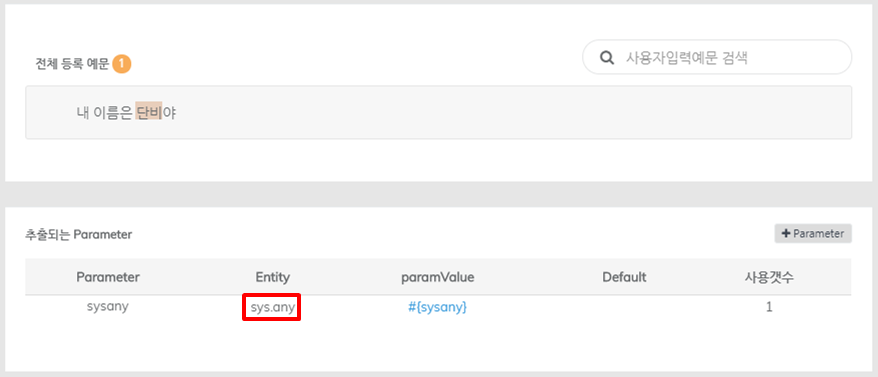 전체 등록 예문 1
사용자입력예문 검색
내 이름은 단비야
추출되는 Parameter
+ Parameter
Parameter Entity paramValue Default 사용갯수
sysany sys.any #{sysany} 1